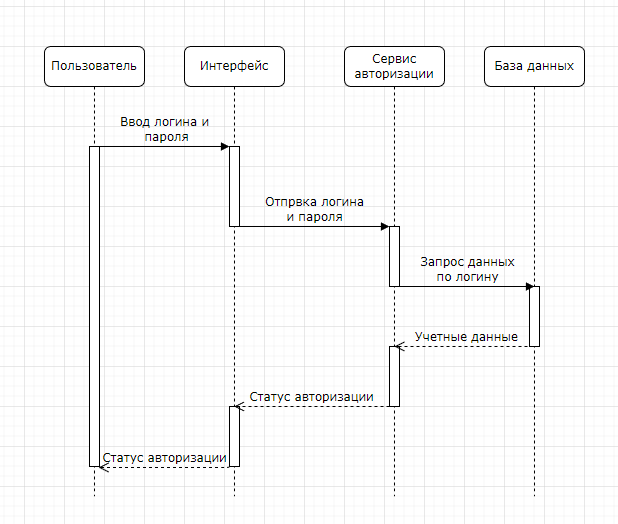 Пользователь
Интерфейс
Сервис
авторизации
База данных
Ввод логина и
пароля
Отпрвка логина
и пароля
Запрос данных
по логину
Учетные данные
Статус авторизации
Статус авторизации